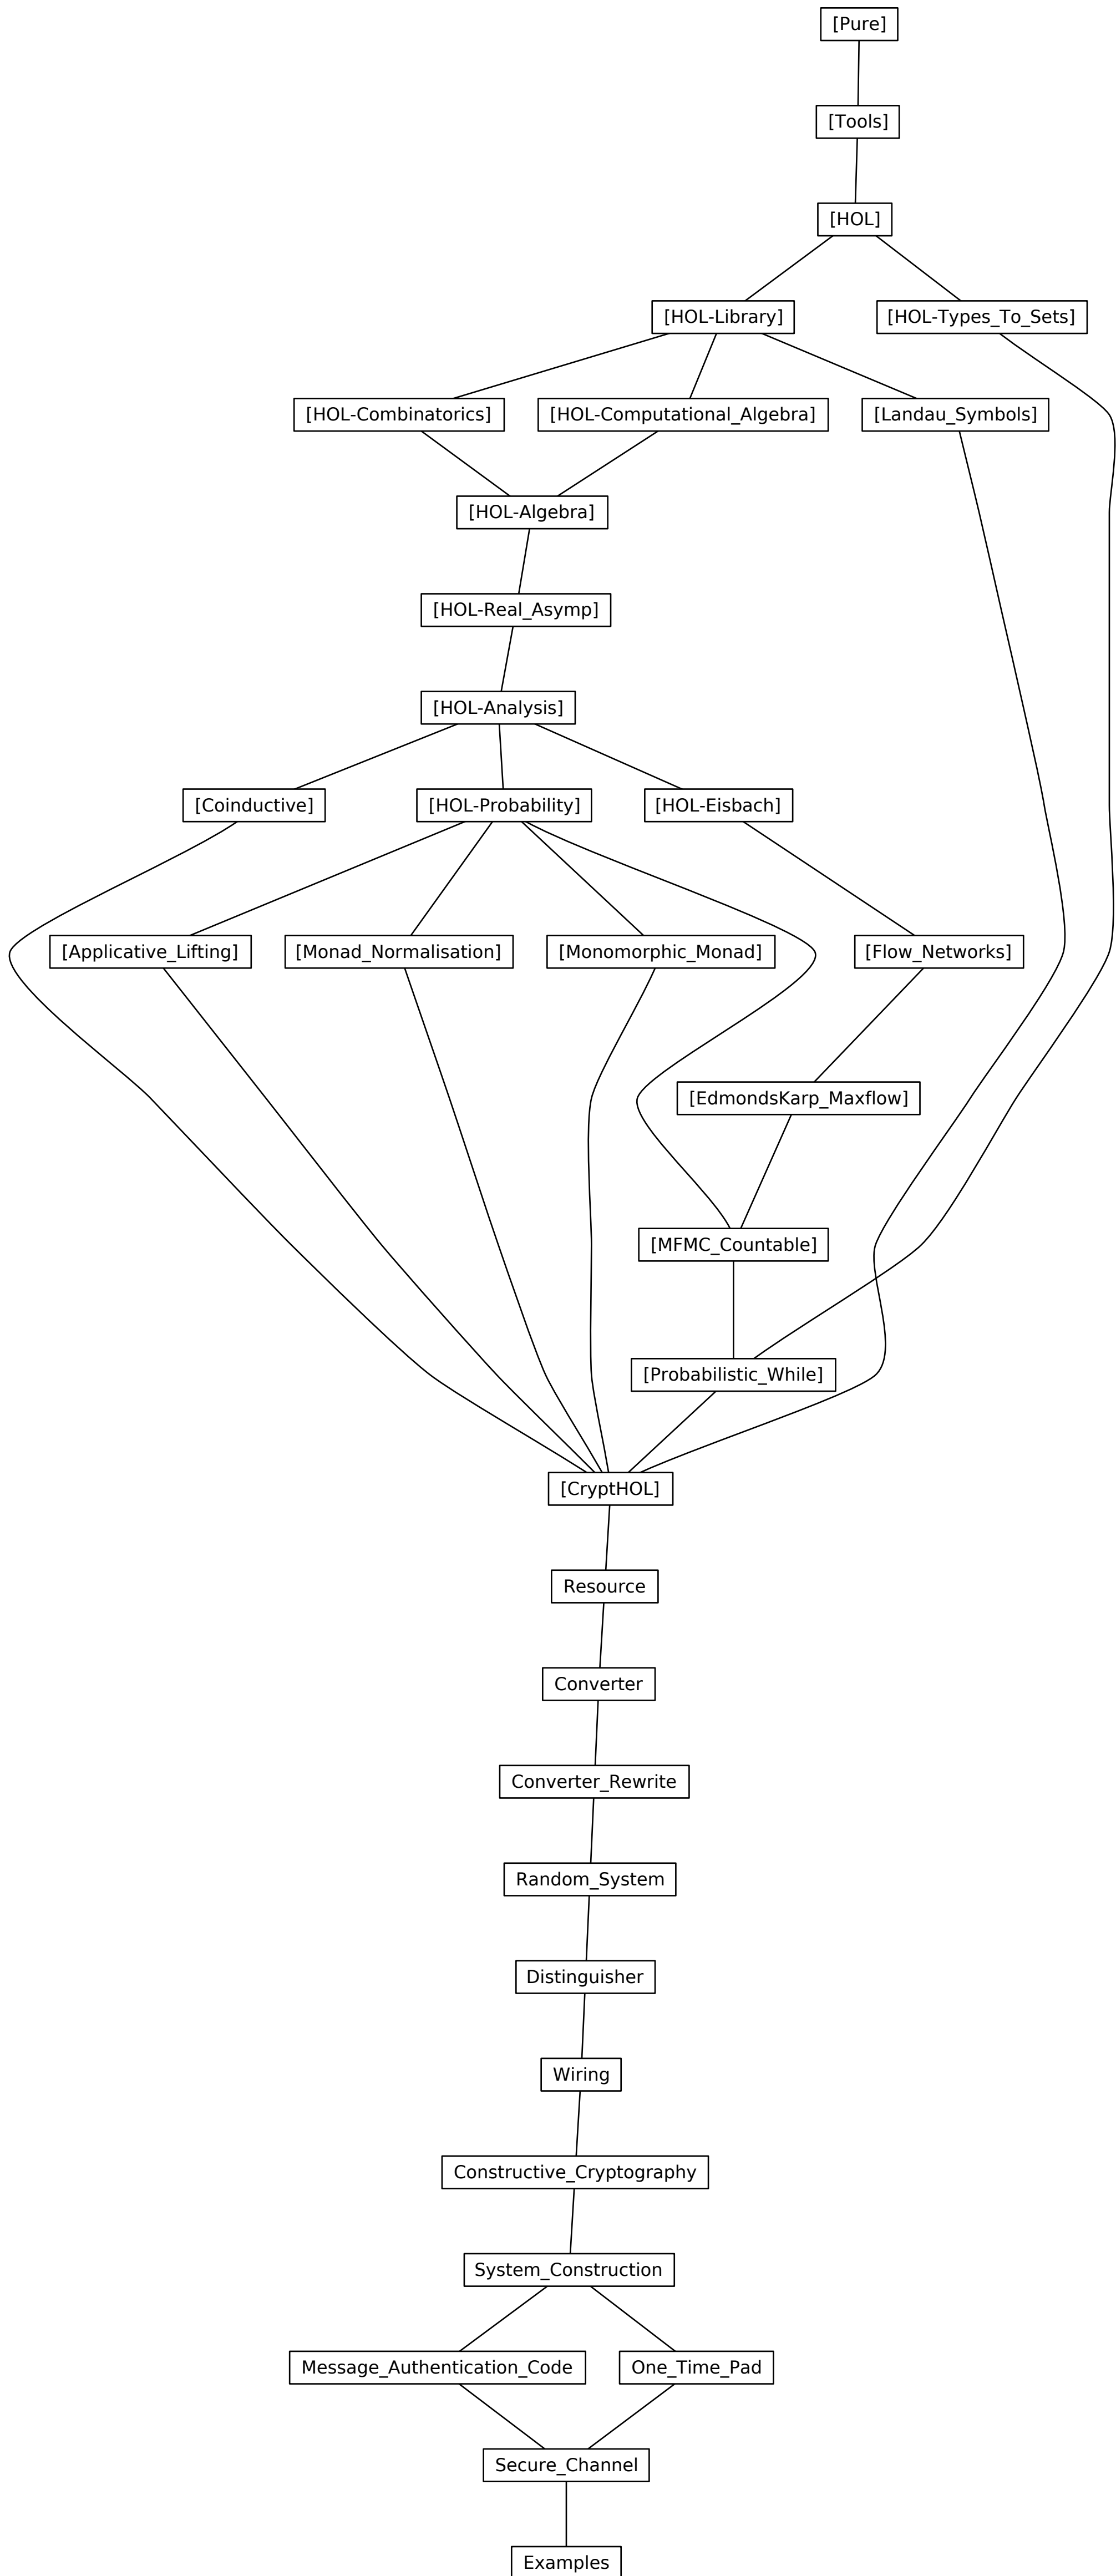 [Pure]
[Tools]
[HOL]
[HOL-Library]
[HOL-Types_To_Sets]
[HOL-Combinatorics]
[HOL-Computational_Algebra]
[Landau_Symbols]
[HOL-Algebra]
[HOL-Real_Asymp]
[HOL-Analysis]
[Coinductive]
[HOL-Probability]
[HOL-Eisbach]
[Applicative_Lifting]
[Monad_Normalisation]
[Monomorphic_Monad]
[Flow_Networks]
[EdmondsKarp_Maxflow]
[MFMC_Countable]
[Probabilistic_While]
[CryptHOL]
Resource
Converter
Converter_Rewrite
Random_System
Distinguisher
Wiring
Constructive_Cryptography
System_Construction
Message_Authentication_Code
One_Time_Pad
Secure_Channel
Examples